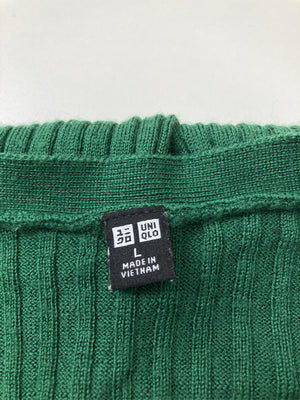 ユニ UNI
クロ QLO
L
MADE IN
VIETNAM